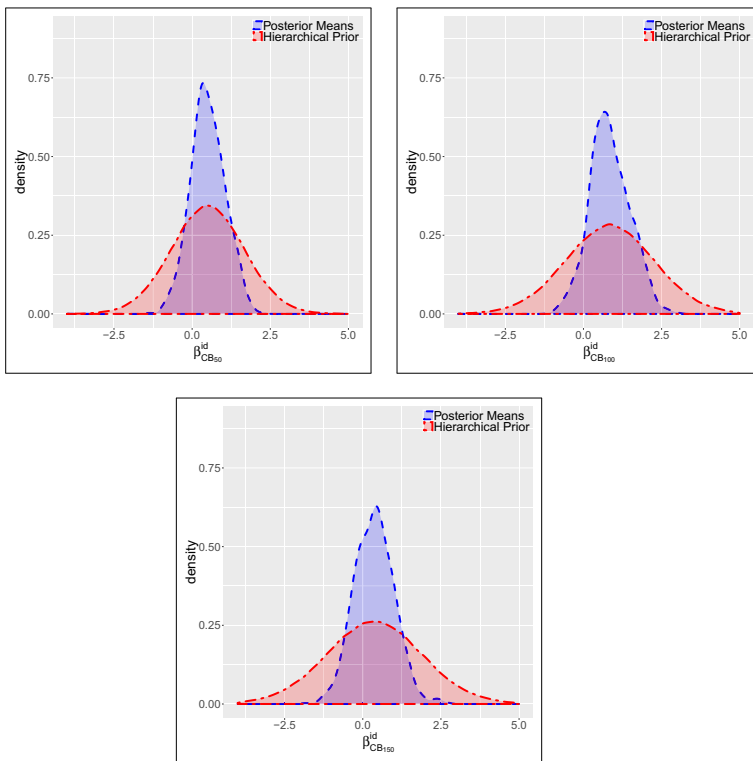 Posterior Means
Hierarchical Prior
0.75
0.50
0.25
0.00
density
−2.5 0.0 2.5 5.0
β^id_CB50
Posterior Means
Hierarchical Prior
0.75
0.50
0.25
0.00
density
−2.5 0.0 2.5 5.0
β^id_CB100
Posterior Means
Hierarchical Prior
0.75
0.50
0.25
0.00
density
−2.5 0.0 2.5 5.0
β^id_CB150